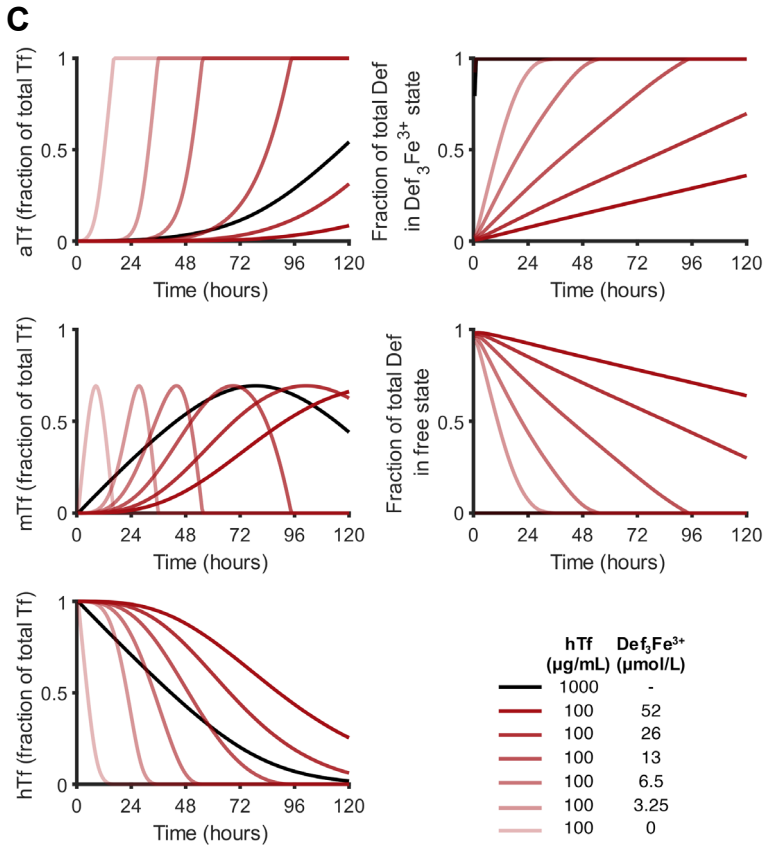 C
aTf (fraction of total Tf)
1
0.5
0
0 24 48 72 96 120
Time (hours)
Fraction of total Def
in Def3Fe3+ state
1
0.5
0
0 24 48 72 96 120
Time (hours)
mTf (fraction of total Tf)
1
0.5
0
0 24 48 72 96 120
Time (hours)
Fraction of total Def
in free state
1
0.5
0
0 24 48 72 96 120
Time (hours)
hTf (fraction of total Tf)
1
0.5
0
0 24 48 72 96 120
Time (hours)
hTf Def3Fe3+
(µg/mL) (µmol/L)
1000 -
100 52
100 26
100 13
100 6.5
100 3.25
100 0